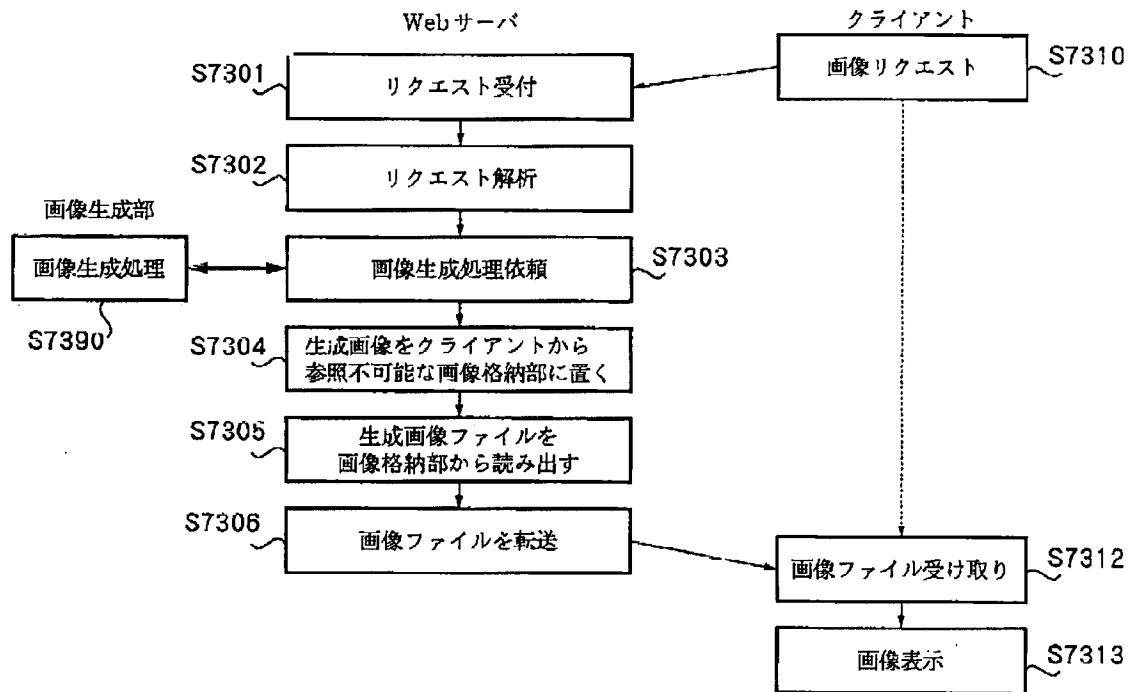 Webサーバ
クライアント
S7301
リクエスト受付
画像リクエスト
S7310
S7302
リクエスト解析
画像生成部
画像生成処理
画像生成処理依頼
S7303
S7390
S7304
生成画像をクライアントから
参照不可能な画像格納部に置く
S7305
生成画像ファイルを
画像格納部から読み出す
S7306
画像ファイルを転送
画像ファイル受け取り
S7312
画像表示
S7313